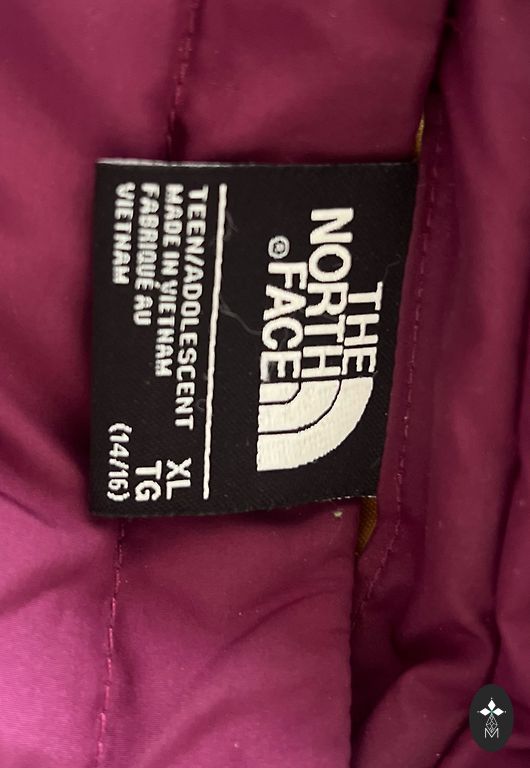 THE
NORTH
FACE®
TEEN/ADOLESCENT
MADE IN VIETNAM
FABRIQUÉ AU
VIETNAM
XL
TG
(14/16)
M